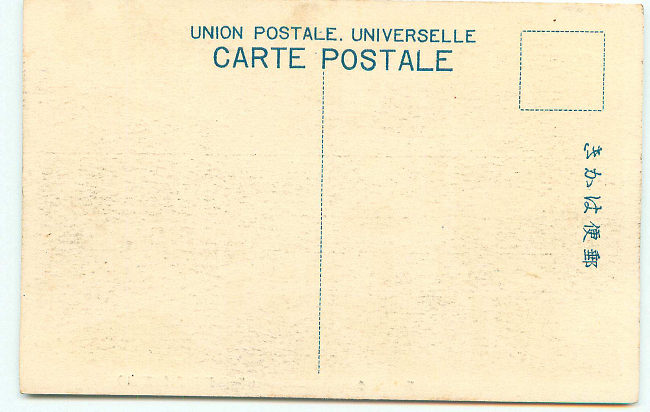 UNION POSTALE. UNIVERSELLE
CARTE POSTALE
郵便はかき